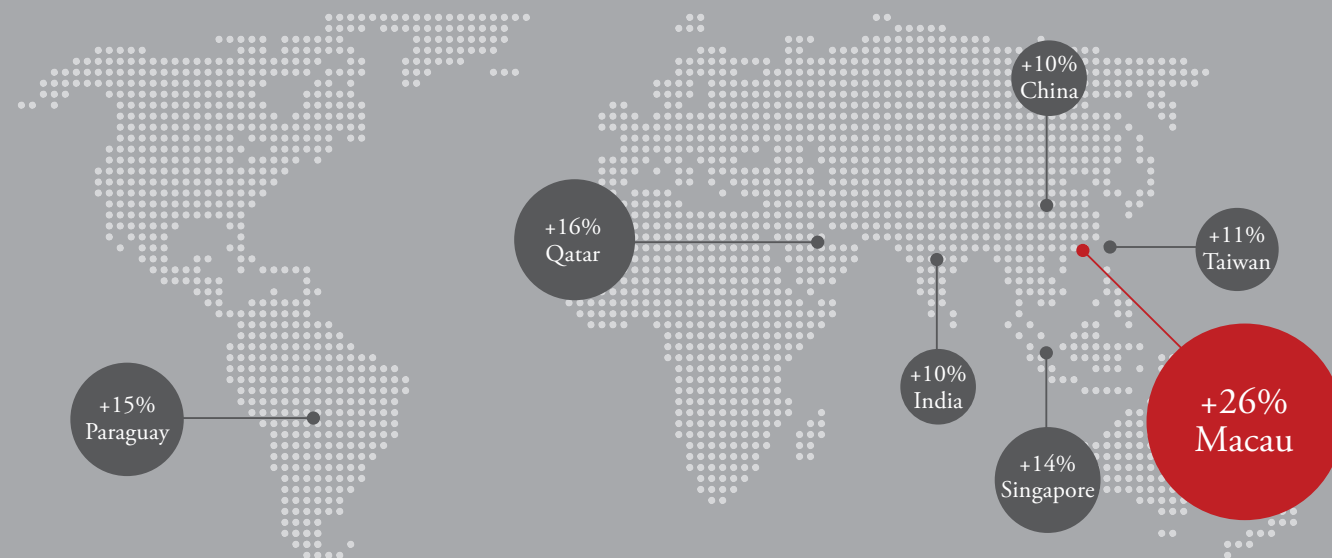 +10%
China
+16%
Qatar
+11%
Taiwan
+15%
Paraguay
+10%
India
+26%
Macau
+14%
Singapore